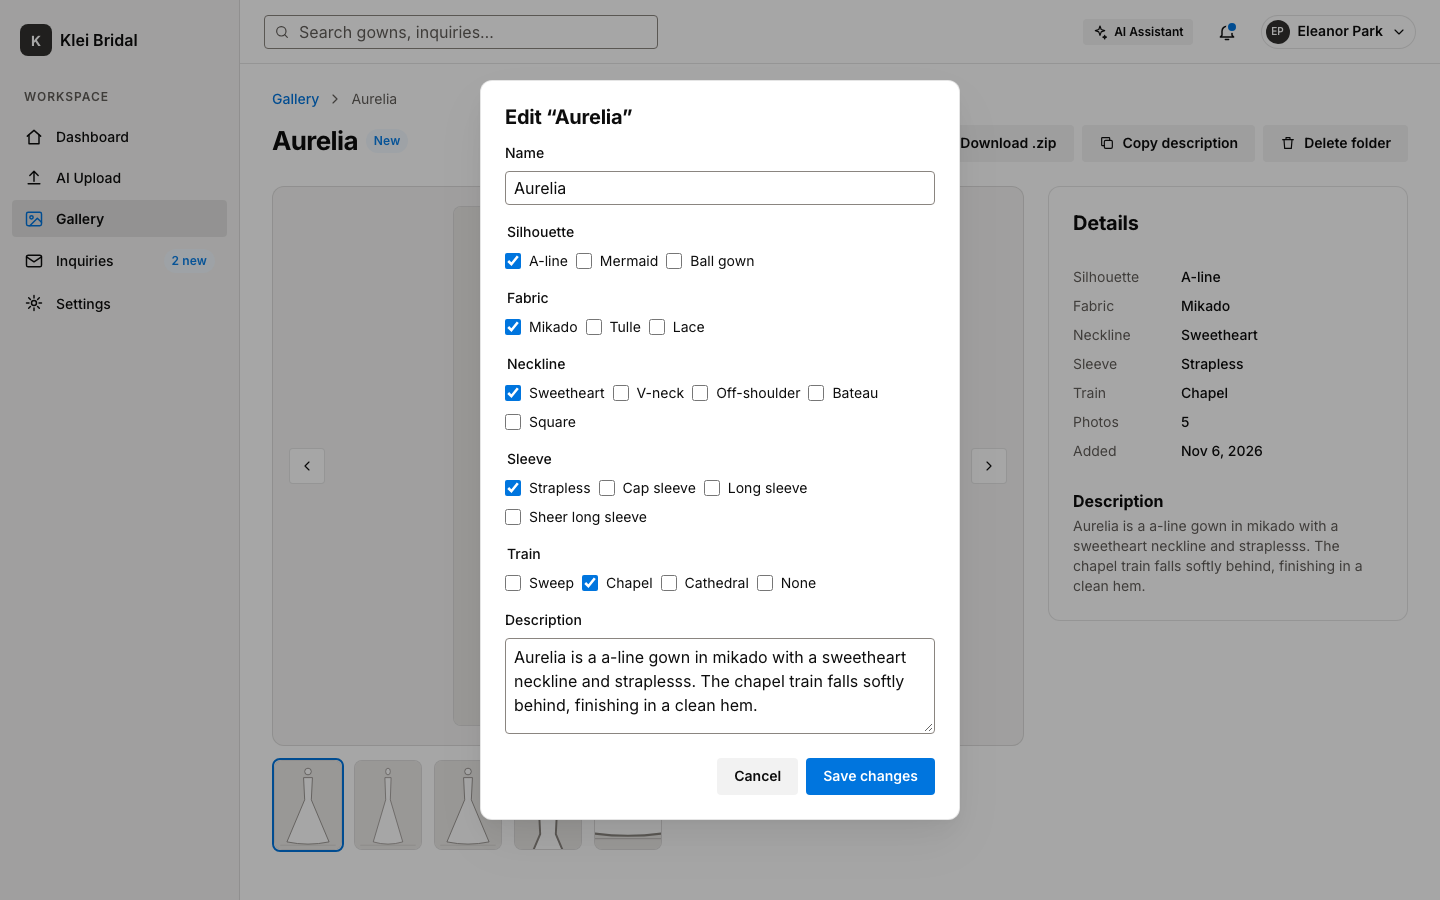 K
Klei Bridal
WORKSPACE
Dashboard
AI Upload
Gallery
Inquiries
2 new
Settings
Search gowns, inquiries...
AI Assistant
EP
Eleanor Park
Gallery
Aurelia
Aurelia
New
Download .zip
Copy description
Delete folder
Edit “Aurelia”
Name
Aurelia
Silhouette
A-line
Mermaid
Ball gown
Fabric
Mikado
Tulle
Lace
Neckline
Sweetheart
V-neck
Off-shoulder
Bateau
Square
Sleeve
Strapless
Cap sleeve
Long sleeve
Sheer long sleeve
Train
Sweep
Chapel
Cathedral
None
Description
Aurelia is a a-line gown in mikado with a sweetheart
neckline and straplesss. The chapel train falls softly
behind, finishing in a clean hem.
Cancel
Save changes
Details
Silhouette A-line
Fabric Mikado
Neckline Sweetheart
Sleeve Strapless
Train Chapel
Photos 5
Added Nov 6, 2026
Description
Aurelia is a a-line gown in mikado with a
sweetheart neckline and straplesss. The
chapel train falls softly behind, finishing in a
clean hem.